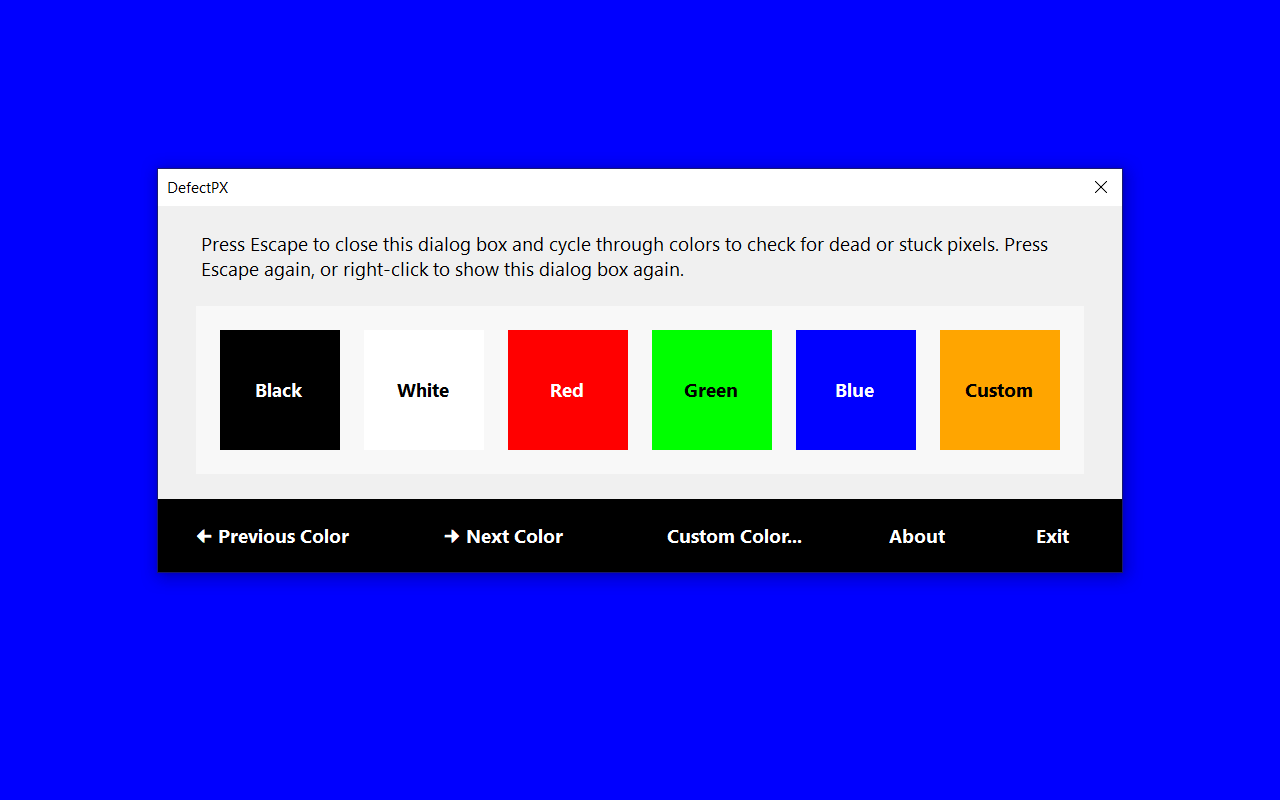 DefectPX
Press Escape to close this dialog box and cycle through colors to check for dead or stuck pixels. Press
Escape again, or right-click to show this dialog box again.
Black White Red Green Blue Custom
← Previous Color → Next Color Custom Color... About Exit